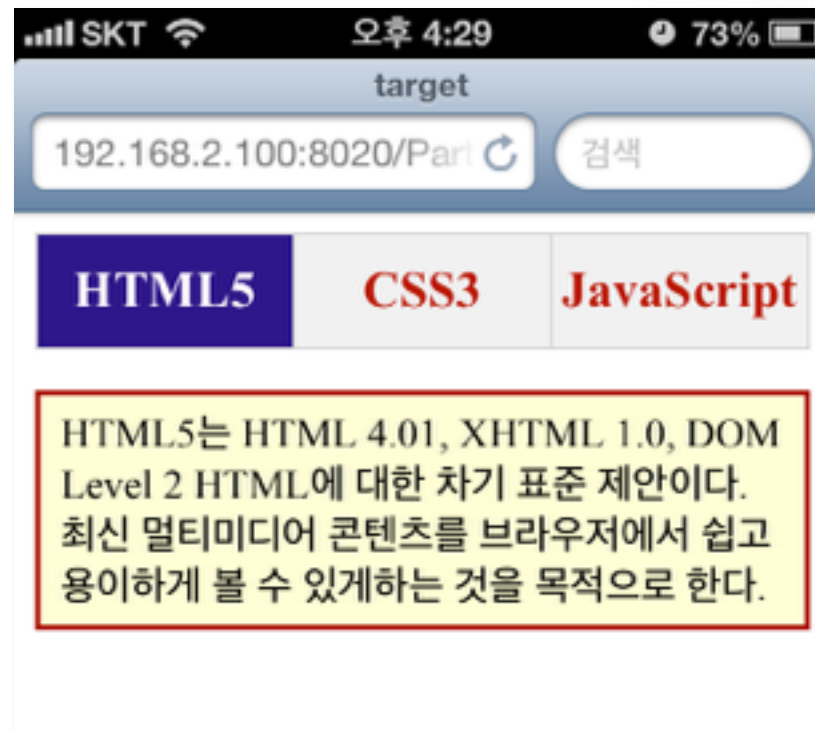 SKT 오후 4:29 73%
target
192.168.2.100:8020/Part 검색
HTML5 CSS3 JavaScript
HTML5는 HTML 4.01, XHTML 1.0, DOM
Level 2 HTML에 대한 차기 표준 제안이다.
최신 멀티미디어 콘텐츠를 브라우저에서 쉽고
용이하게 볼 수 있게하는 것을 목적으로 한다.